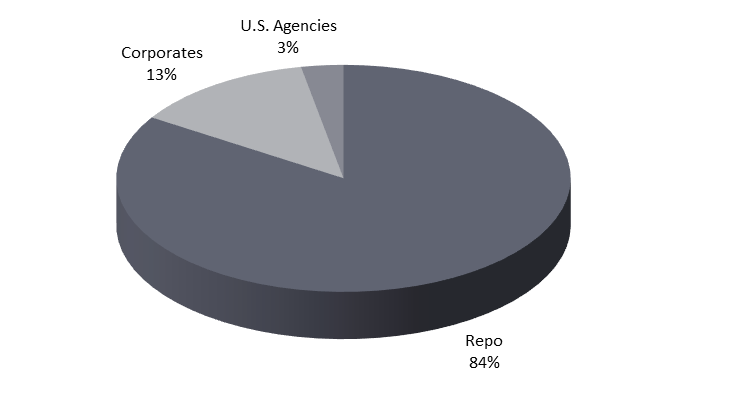 U.S. Agencies
3%
Corporates
13%
Repo
84%